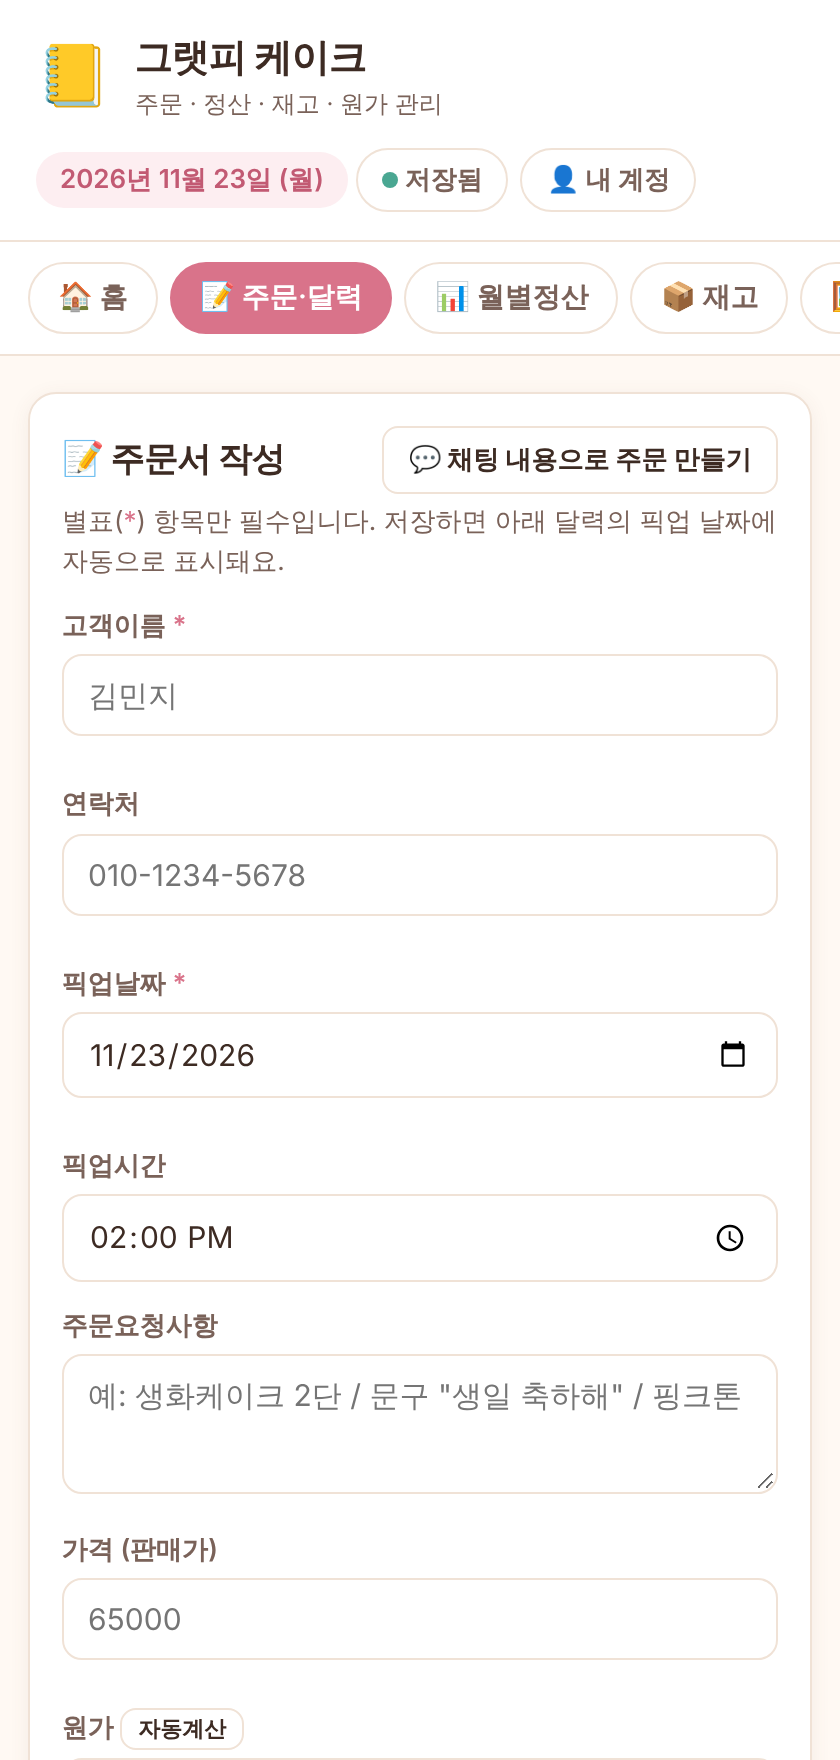 그랫피 케이크
주문 · 정산 · 재고 · 원가 관리
2026년 11월 23일 (월)
저장됨
내 계정
홈
주문·달력
월별정산
재고
주문서 작성
채팅 내용으로 주문 만들기
별표(*) 항목만 필수입니다. 저장하면 아래 달력의 픽업 날짜에
자동으로 표시돼요.
고객이름 *
김민지
연락처
010-1234-5678
픽업날짜 *
11/23/2026
픽업시간
02:00 PM
주문요청사항
예: 생화케이크 2단 / 문구 "생일 축하해" / 핑크톤
가격 (판매가)
65000
원가 자동계산